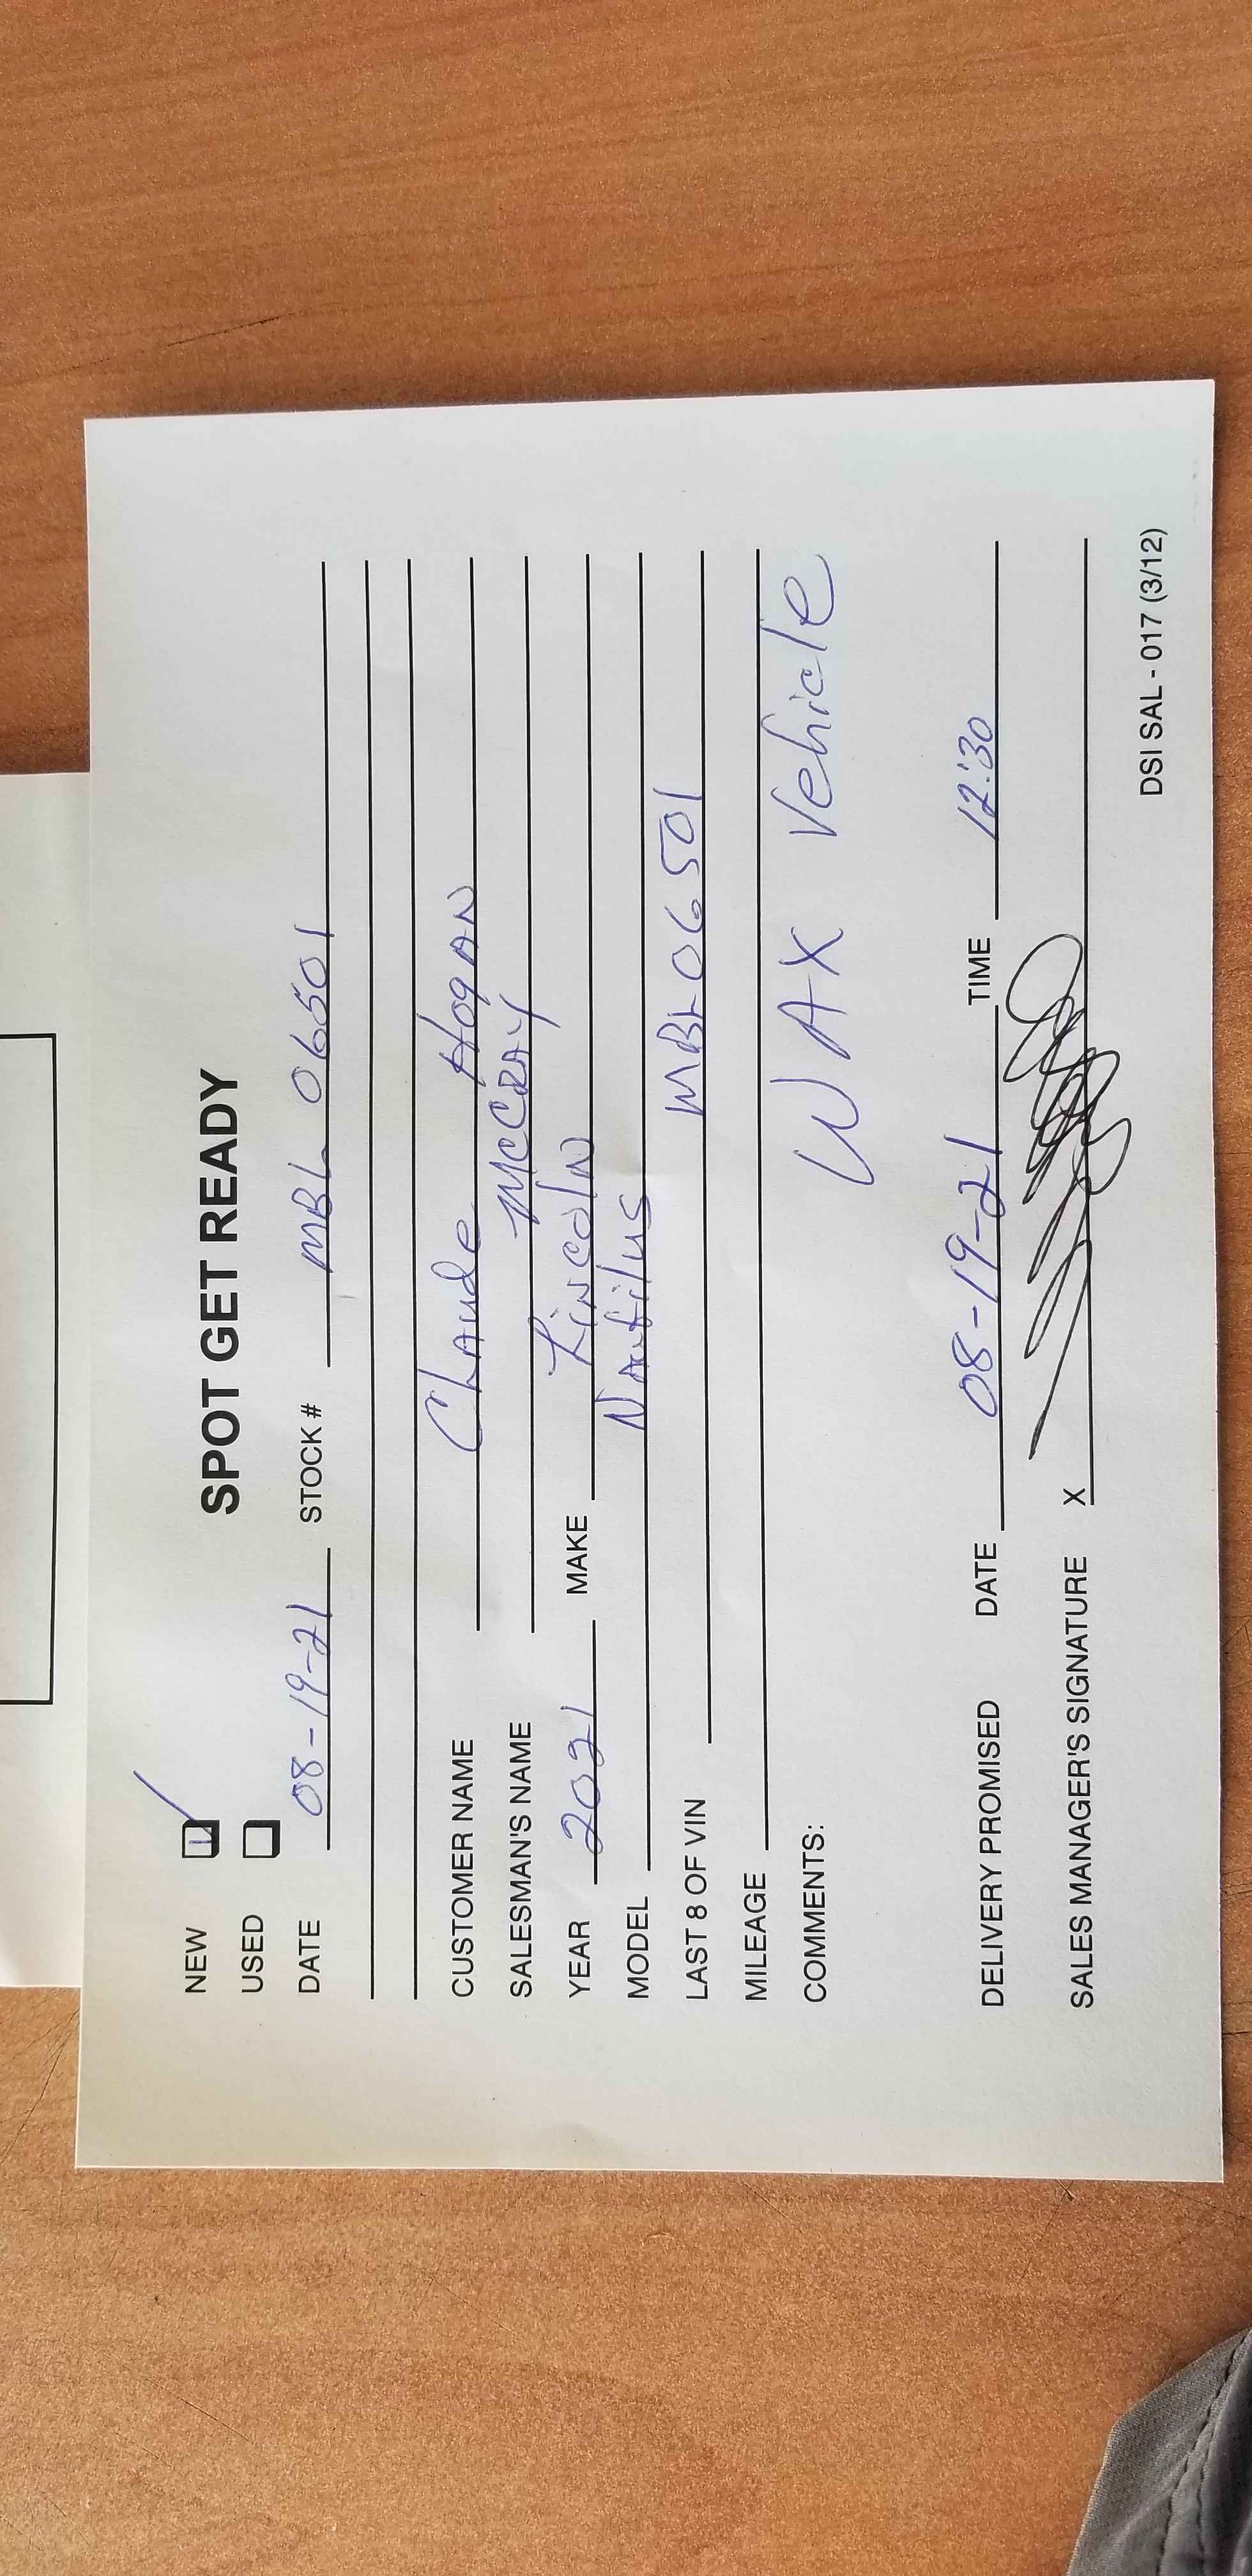 NEW
SPOT GET READY
USED
DATE 08-19-21 STOCK # MBL 06501
CUSTOMER NAME Claude Hogan
SALESMAN'S NAME McCray
YEAR 2021 MAKE Lincoln
MODEL Nautilus
LAST 8 OF VIN MBL06501
MILEAGE
COMMENTS: WAX Vehicle
DELIVERY PROMISED DATE 08-19-21 TIME 12:30
SALES MANAGER'S SIGNATURE X
DSI SAL - 017 (3/12)